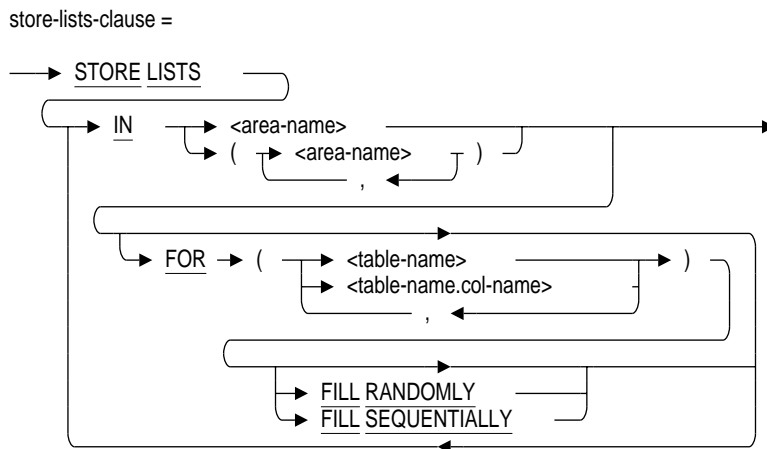 store-lists-clause =
STORE LISTS
IN <area-name>
( <area-name> )
,
FOR ( <table-name> )
<table-name.col-name>
,
FILL RANDOMLY
FILL SEQUENTIALLY